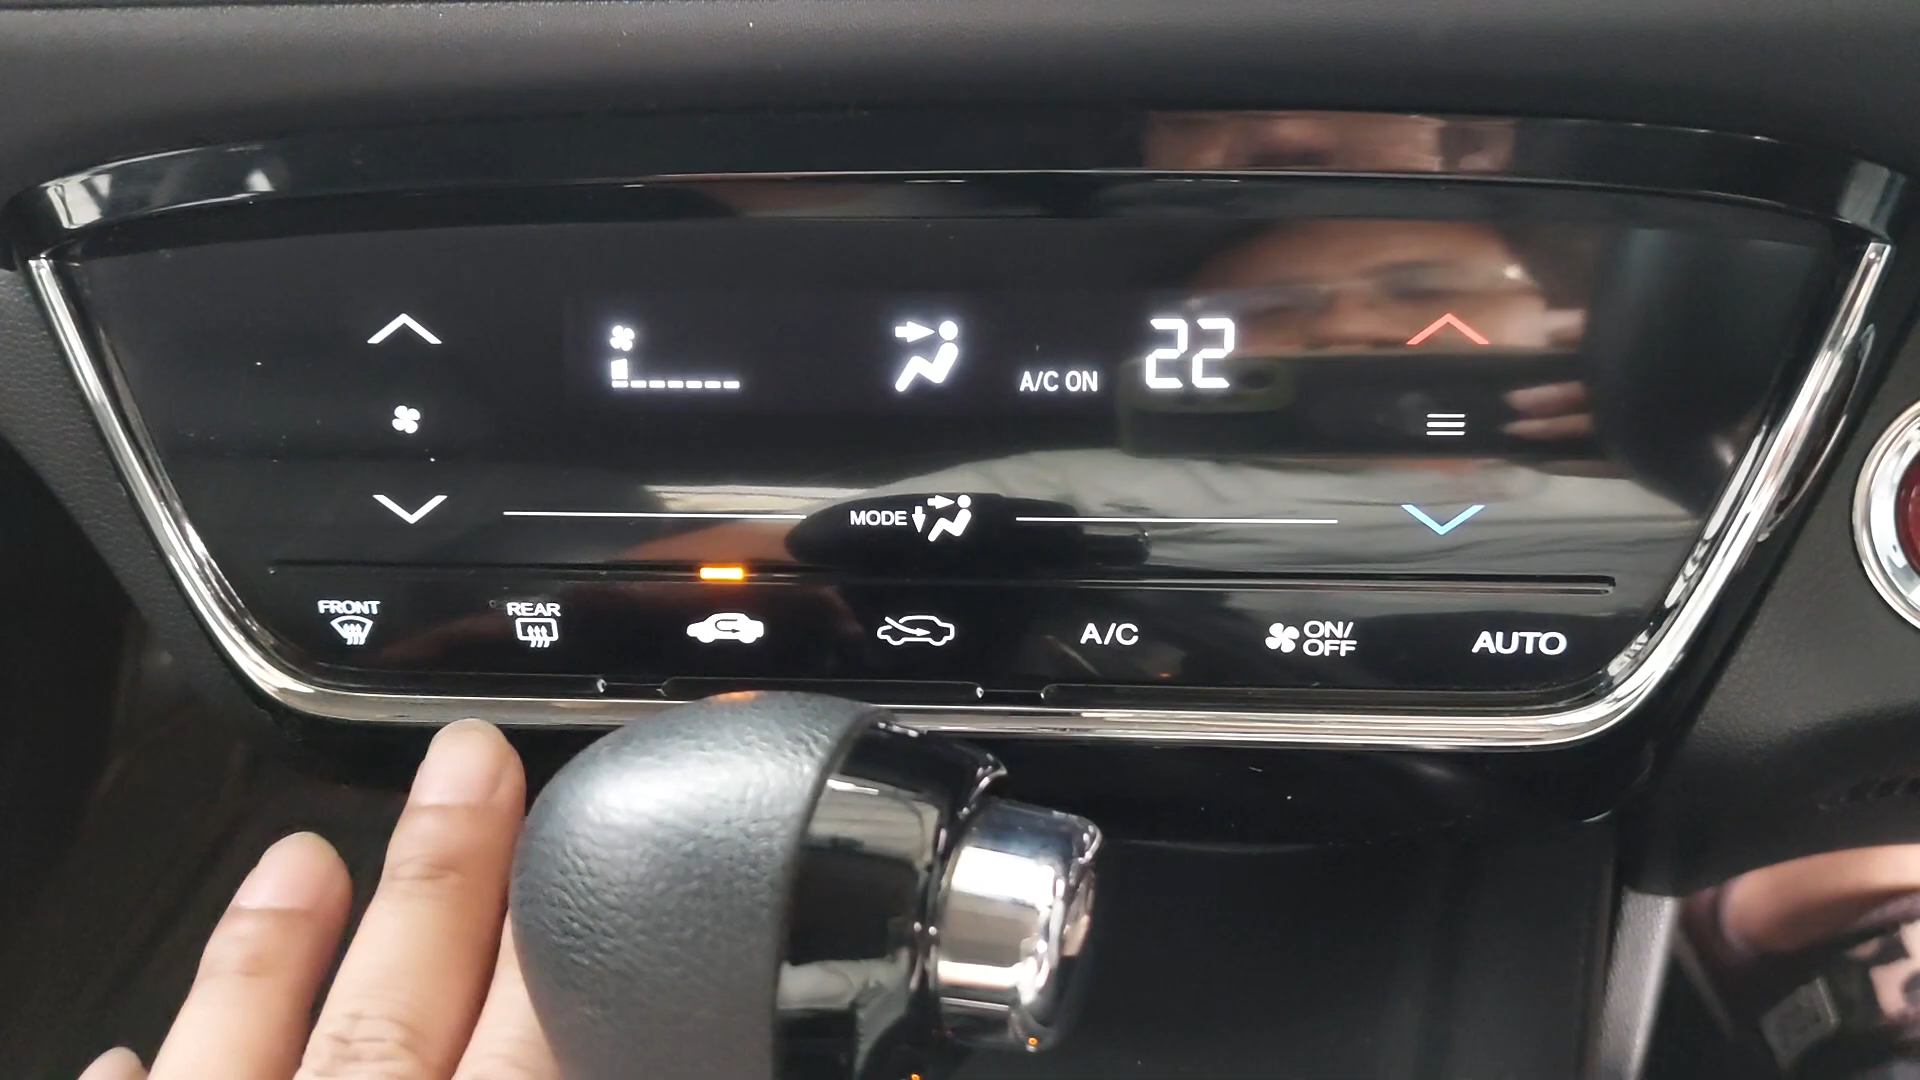 A/C ON
22
MODE
FRONT
REAR
A/C
ON/
OFF
AUTO